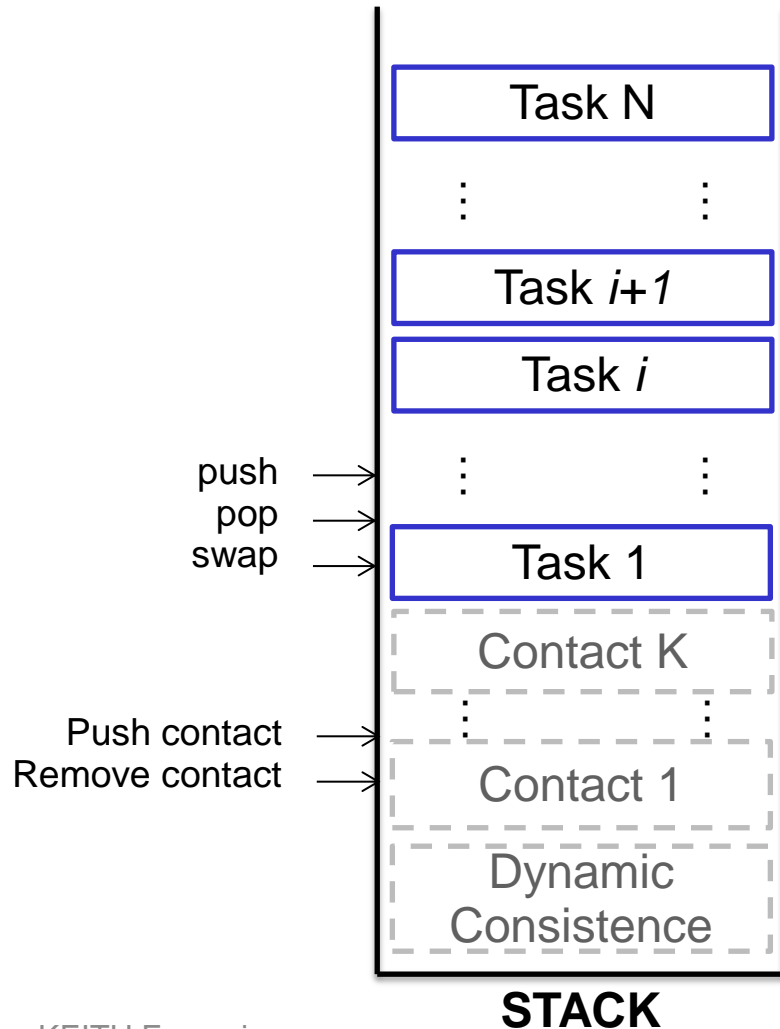 Task N
⋮ ⋮
Task i+1
Task i
push
⋮ ⋮
pop
swap
Task 1
Contact K
⋮ ⋮
Push contact
Remove contact
Contact 1
Dynamic
Consistence
STACK